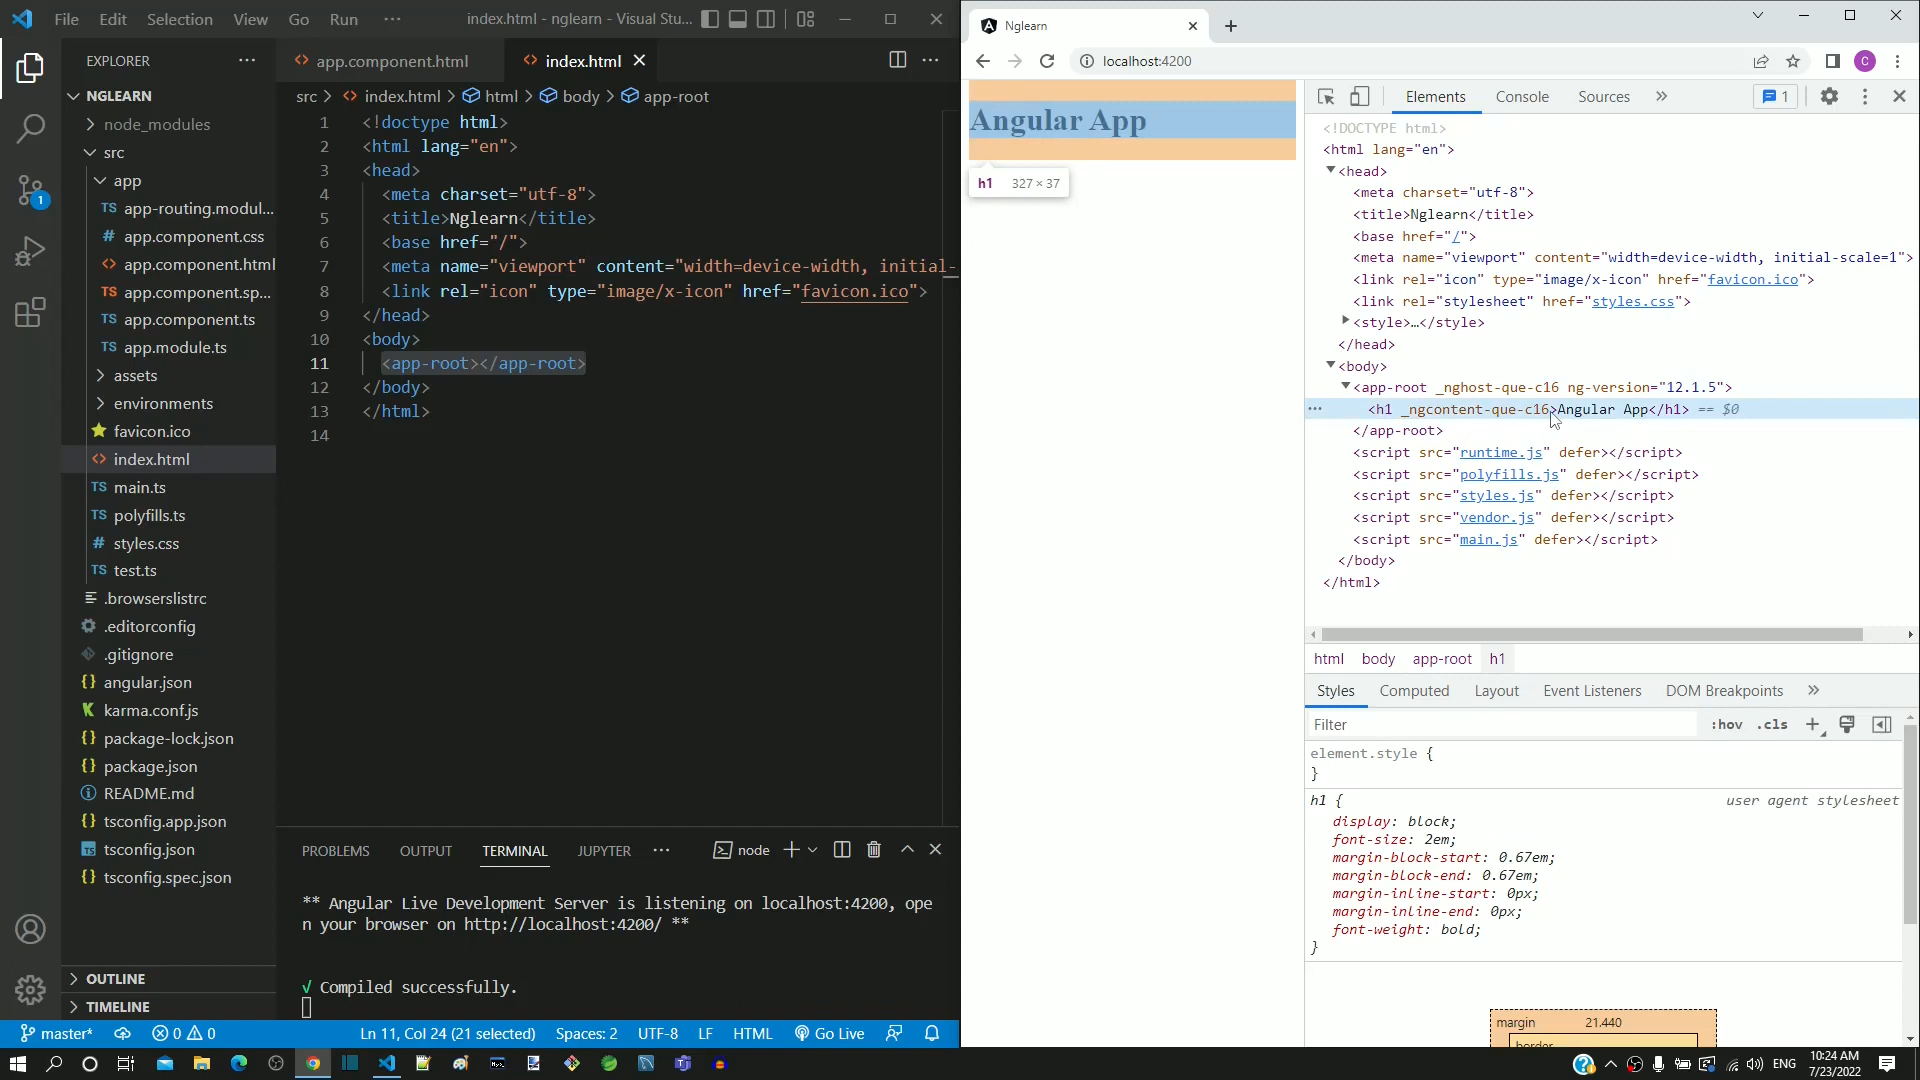 File Edit Selection View Go Run ··· index.html - nglearn - Visual Stu...
EXPLORER ···
NGLEARN
node_modules
src
app
TS app-routing.modul...
# app.component.css
<> app.component.html
TS app.component.sp...
TS app.component.ts
TS app.module.ts
assets
environments
favicon.ico
<> index.html
TS main.ts
TS polyfills.ts
# styles.css
TS test.ts
.browserslistrc
.editorconfig
.gitignore
{} angular.json
K karma.conf.js
{} package-lock.json
{} package.json
README.md
{} tsconfig.app.json
TS tsconfig.json
{} tsconfig.spec.json
OUTLINE
TIMELINE
<> app.component.html <> index.html
src > <> index.html > html > body > app-root
1 <!doctype html>
2 <html lang="en">
3 <head>
4 <meta charset="utf-8">
5 <title>Nglearn</title>
6 <base href="/">
7 <meta name="viewport" content="width=device-width, initial-
8 <link rel="icon" type="image/x-icon" href="favicon.ico">
9 </head>
10 <body>
11 <app-root></app-root>
12 </body>
13 </html>
14
PROBLEMS OUTPUT TERMINAL JUPYTER ··· node
** Angular Live Development Server is listening on localhost:4200, ope
n your browser on http://localhost:4200/ **
√ Compiled successfully.
master* 0 0 Ln 11, Col 24 (21 selected) Spaces: 2 UTF-8 LF HTML Go Live
Nglearn
localhost:4200 C
Angular App
h1 327 × 37
Elements Console Sources » 1
<!DOCTYPE html>
<html lang="en">
<head>
<meta charset="utf-8">
<title>Nglearn</title>
<base href="/">
<meta name="viewport" content="width=device-width, initial-scale=1">
<link rel="icon" type="image/x-icon" href="favicon.ico">
<link rel="stylesheet" href="styles.css">
<style>…</style>
</head>
<body>
<app-root _nghost-que-c16 ng-version="12.1.5">
··· <h1 _ngcontent-que-c16>Angular App</h1> == $0
</app-root>
<script src="runtime.js" defer></script>
<script src="polyfills.js" defer></script>
<script src="styles.js" defer></script>
<script src="vendor.js" defer></script>
<script src="main.js" defer></script>
</body>
</html>
html body app-root h1
Styles Computed Layout Event Listeners DOM Breakpoints »
Filter :hov .cls +
element.style {
}
h1 { user agent stylesheet
display: block;
font-size: 2em;
margin-block-start: 0.67em;
margin-block-end: 0.67em;
margin-inline-start: 0px;
margin-inline-end: 0px;
font-weight: bold;
}
margin 21.440
border
ENG 10:24 AM
7/23/2022